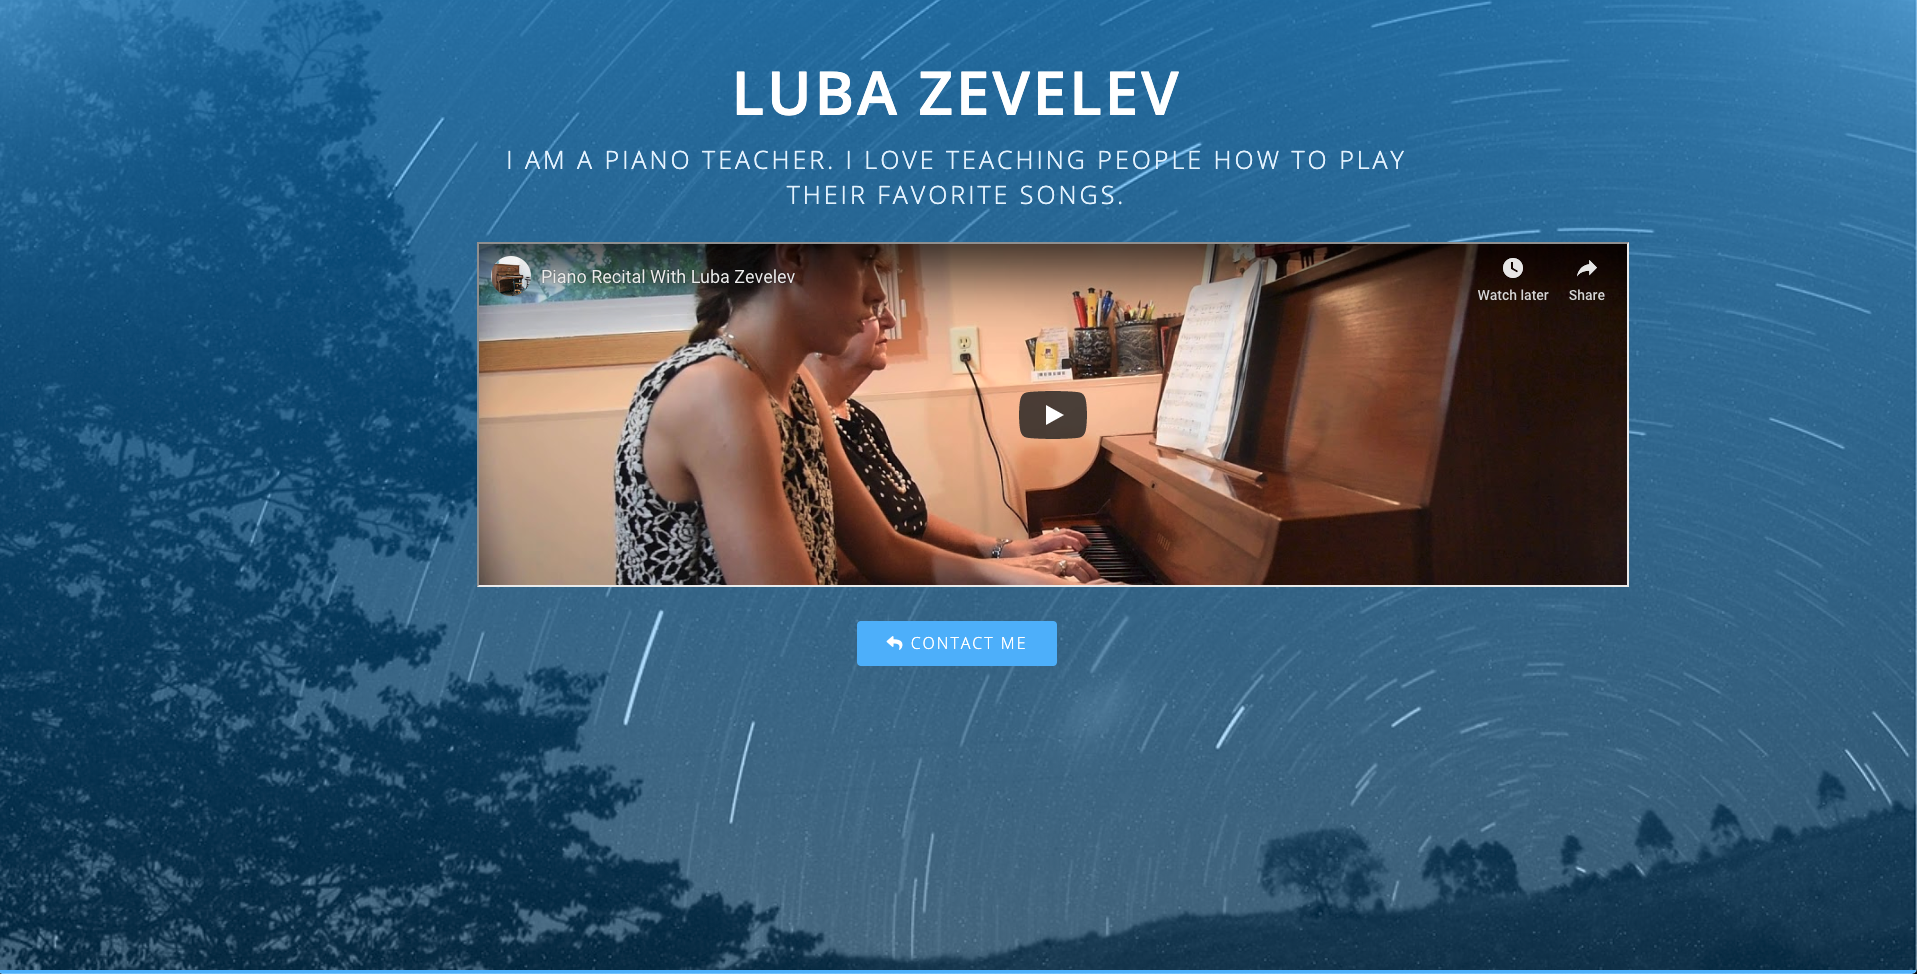 LUBA ZEVELEV
I AM A PIANO TEACHER. I LOVE TEACHING PEOPLE HOW TO PLAY
THEIR FAVORITE SONGS.
Piano Recital With Luba Zevelev
Watch later
Share
CONTACT ME